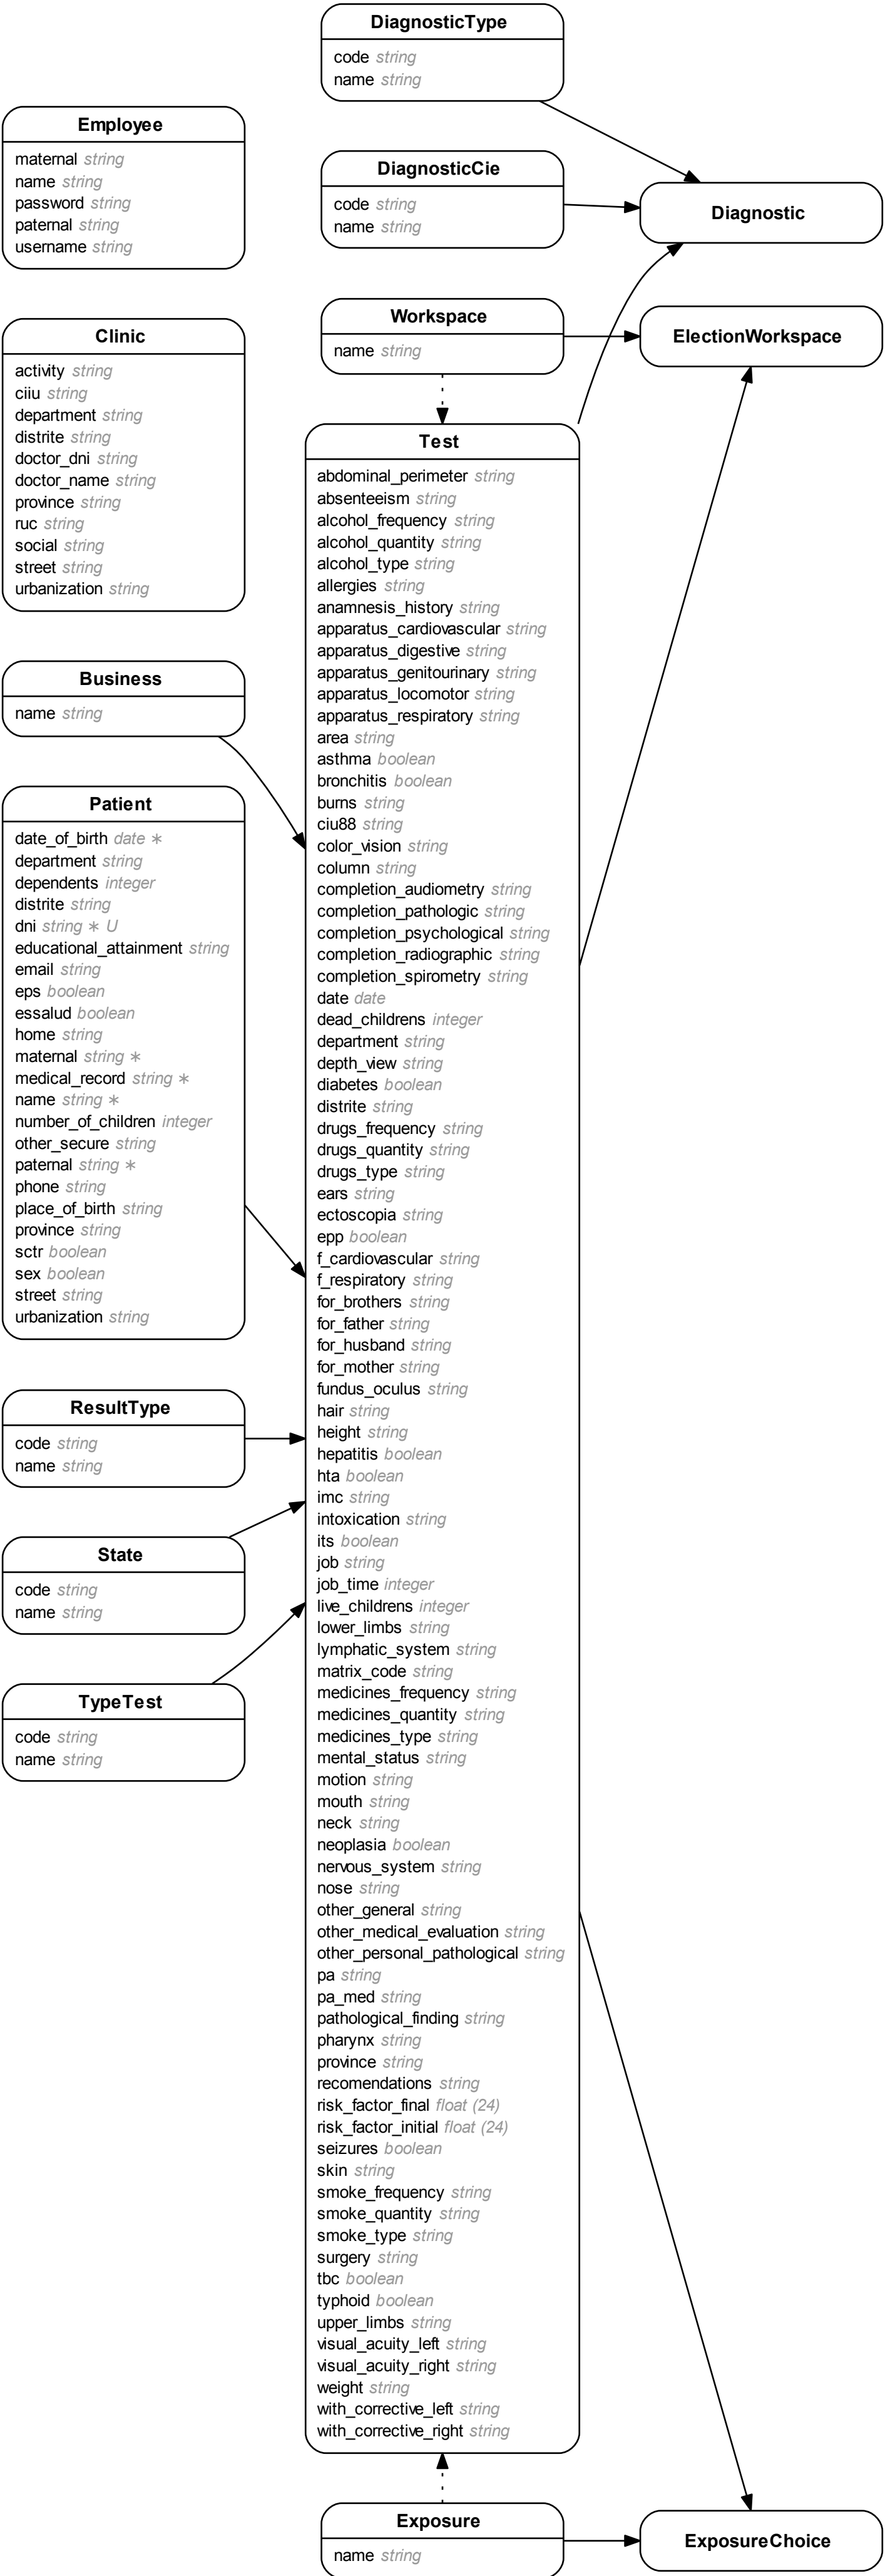 DiagnosticType
code string
name string
Employee
maternal string
name string
password string
paternal string
username string
DiagnosticCie
code string
name string
Diagnostic
Workspace
name string
ElectionWorkspace
Clinic
activity string
ciiu string
department string
distrite string
doctor_dni string
doctor_name string
province string
ruc string
social string
street string
urbanization string
Business
name string
Patient
date_of_birth date ∗
department string
dependents integer
distrite string
dni string ∗ U
educational_attainment string
email string
eps boolean
essalud boolean
home string
maternal string ∗
medical_record string ∗
name string ∗
number_of_children integer
other_secure string
paternal string ∗
phone string
place_of_birth string
province string
sctr boolean
sex boolean
street string
urbanization string
ResultType
code string
name string
State
code string
name string
TypeTest
code string
name string
Test
abdominal_perimeter string
absenteeism string
alcohol_frequency string
alcohol_quantity string
alcohol_type string
allergies string
anamnesis_history string
apparatus_cardiovascular string
apparatus_digestive string
apparatus_genitourinary string
apparatus_locomotor string
apparatus_respiratory string
area string
asthma boolean
bronchitis boolean
burns string
ciu88 string
color_vision string
column string
completion_audiometry string
completion_pathologic string
completion_psychological string
completion_radiographic string
completion_spirometry string
date date
dead_childrens integer
department string
depth_view string
diabetes boolean
distrite string
drugs_frequency string
drugs_quantity string
drugs_type string
ears string
ectoscopia string
epp boolean
f_cardiovascular string
f_respiratory string
for_brothers string
for_father string
for_husband string
for_mother string
fundus_oculus string
hair string
height string
hepatitis boolean
hta boolean
imc string
intoxication string
its boolean
job string
job_time integer
live_childrens integer
lower_limbs string
lymphatic_system string
matrix_code string
medicines_frequency string
medicines_quantity string
medicines_type string
mental_status string
motion string
mouth string
neck string
neoplasia boolean
nervous_system string
nose string
other_general string
other_medical_evaluation string
other_personal_pathological string
pa string
pa_med string
pathological_finding string
pharynx string
province string
recomendations string
risk_factor_final float (24)
risk_factor_initial float (24)
seizures boolean
skin string
smoke_frequency string
smoke_quantity string
smoke_type string
surgery string
tbc boolean
typhoid boolean
upper_limbs string
visual_acuity_left string
visual_acuity_right string
weight string
with_corrective_left string
with_corrective_right string
Exposure
name string
ExposureChoice